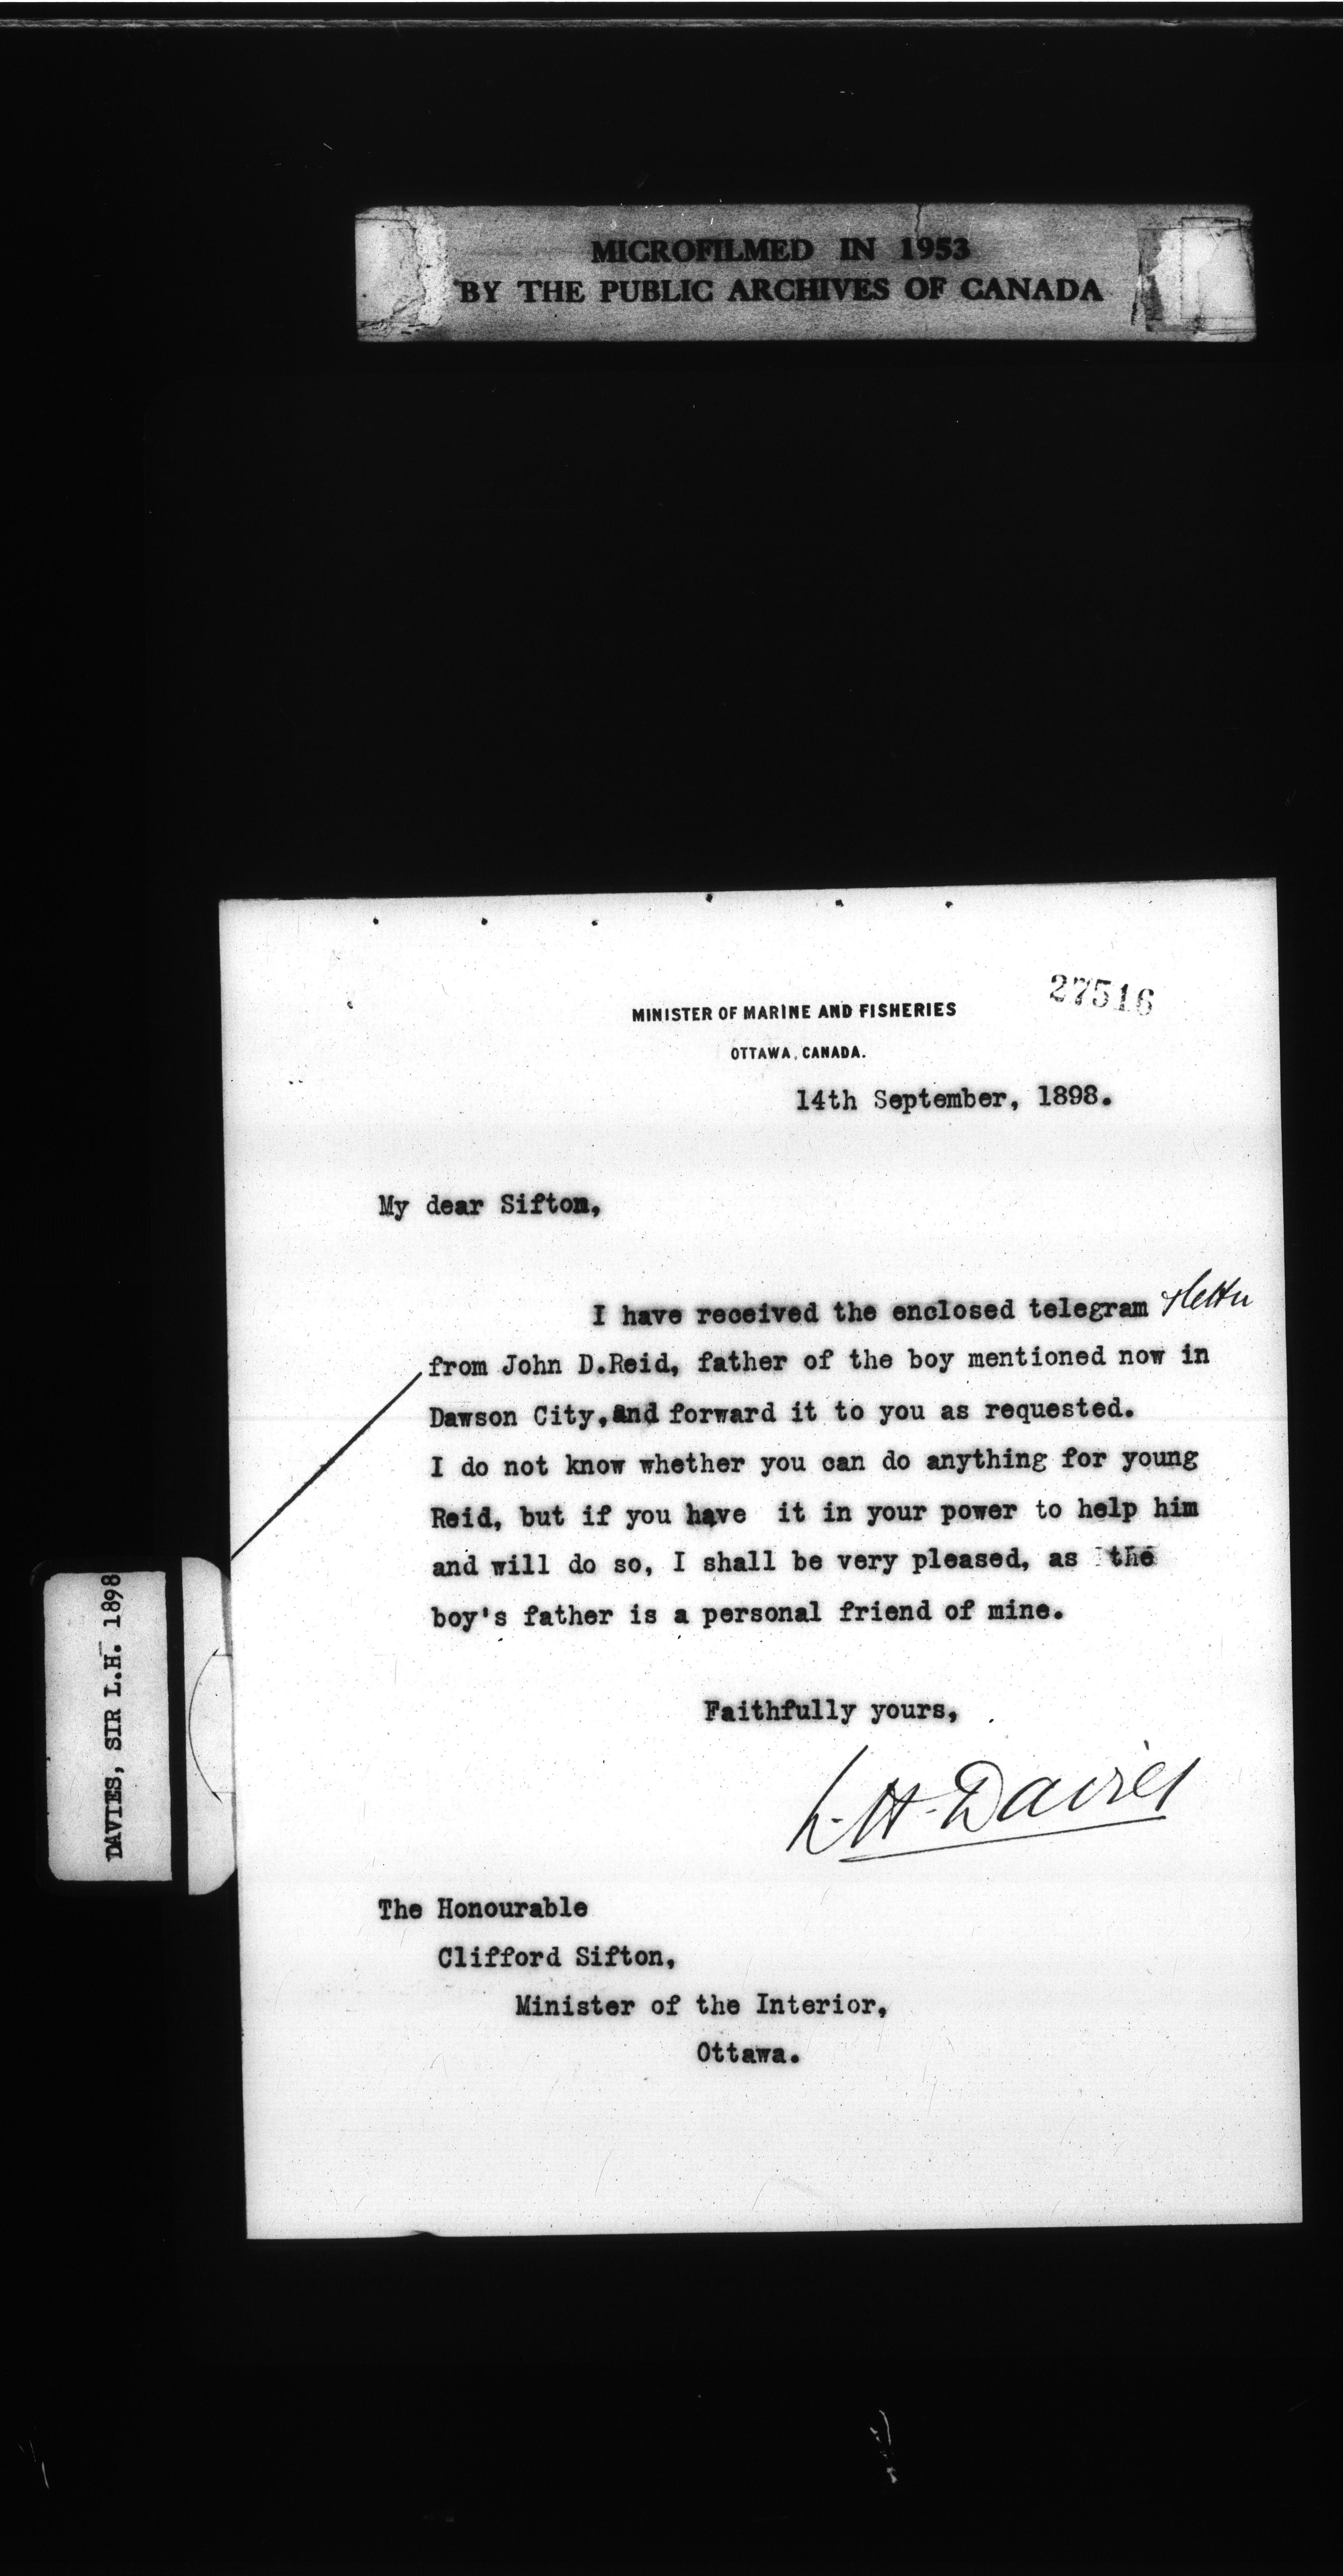 MICROFILMED IN 1953
BY THE PUBLIC ARCHIVES OF CANADA
27516
MINISTER OF MARINE AND FISHERIES
OTTAWA, CANADA.
14th September, 1898.
My dear Sifton,
I have received the enclosed telegram & letter
from John D.Reid, father of the boy mentioned now in
Dawson City,and forward it to you as requested.
I do not know whether you can do anything for young
Reid, but if you have it in your power to help him
and will do so, I shall be very pleased, as the
boy's father is a personal friend of mine.
Faithfully yours,
L. H. Davies
The Honourable
Clifford Sifton,
Minister of the Interior,
Ottawa.
DAVIES, SIR L.H. 1898